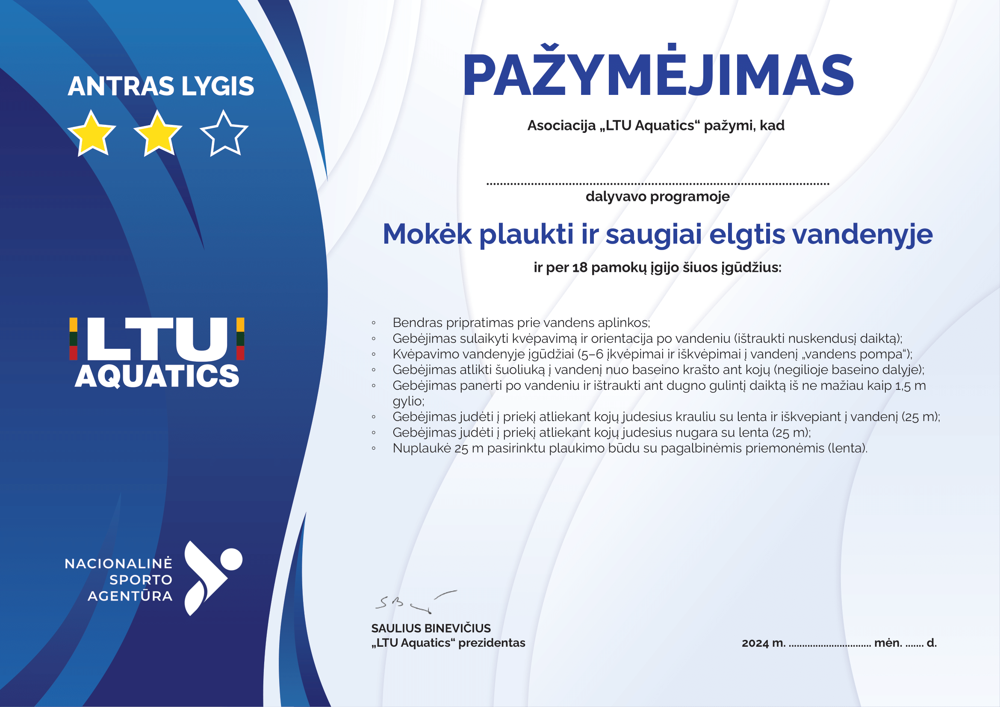 ANTRAS LYGIS
LTU
AQUATICS
NACIONALINĖ
SPORTO
AGENTŪRA
PAŽYMĖJIMAS
Asociacija „LTU Aquatics“ pažymi, kad
........................................................................................................
dalyvavo programoje
Mokėk plaukti ir saugiai elgtis vandenyje
ir per 18 pamokų įgijo šiuos įgūdžius:
◦ Bendras pripratimas prie vandens aplinkos;
◦ Gebėjimas sulaikyti kvėpavimą ir orientacija po vandeniu (ištraukti nuskendusį daiktą);
◦ Kvėpavimo vandenyje įgūdžiai (5–6 įkvėpimai ir iškvėpimai į vandenį „vandens pompa“);
◦ Gebėjimas atlikti šuoliuką į vandenį nuo baseino krašto ant kojų (negilioje baseino dalyje);
◦ Gebėjimas panerti po vandeniu ir ištraukti ant dugno gulintį daiktą iš ne mažiau kaip 1,5 m
gylio;
◦ Gebėjimas judėti į priekį atliekant kojų judesius krauliu su lenta ir iškvepiant į vandenį (25 m);
◦ Gebėjimas judėti į priekį atliekant kojų judesius nugara su lenta (25 m);
◦ Nuplaukė 25 m pasirinktu plaukimo būdu su pagalbinėmis priemonėmis (lenta).
SAULIUS BINEVIČIUS
„LTU Aquatics“ prezidentas
2024 m. ............................... mėn. ....... d.